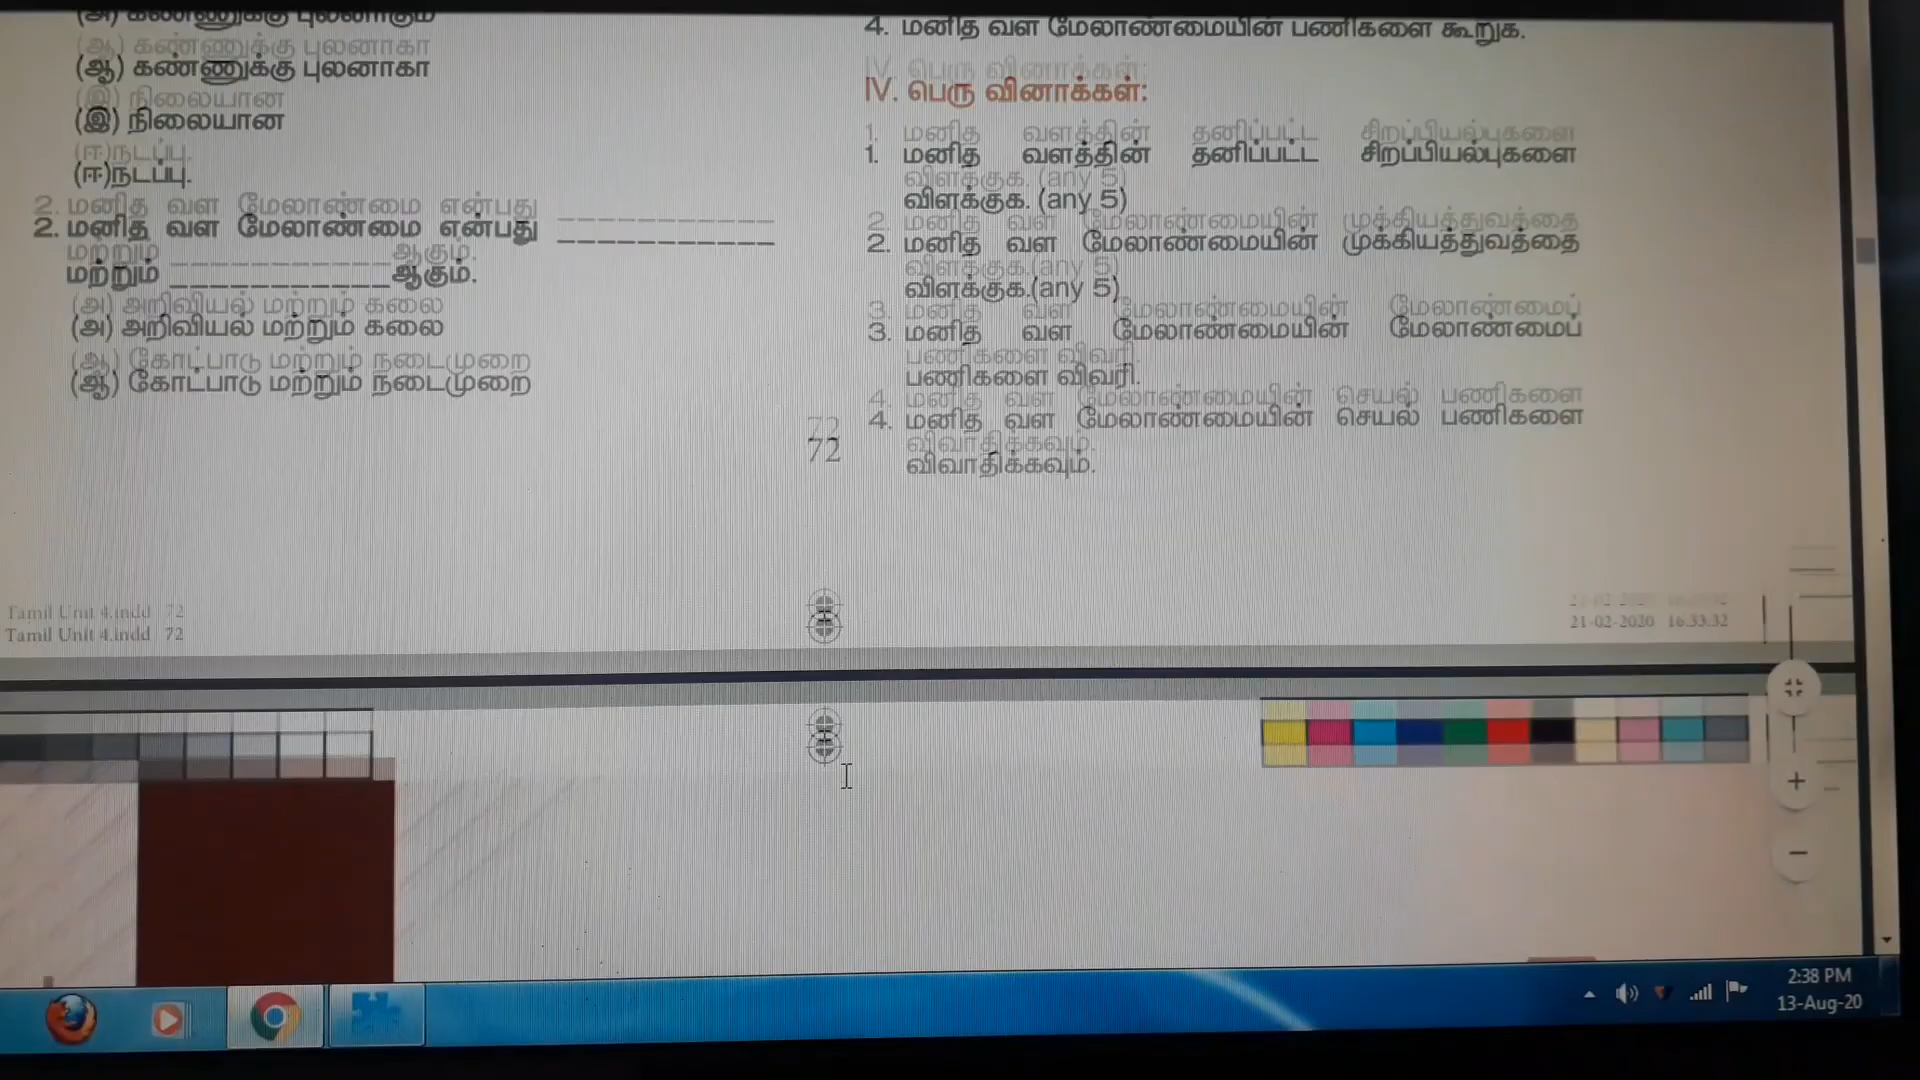 (அ) கண்ணுக்கு புலனாகும்
(ஆ) கண்ணுக்கு புலனாகா
(இ) நிலையான
(ஈ)நடப்பு.
2. மனித வள மேலாண்மை என்பது ____________
மற்றும் ____________ஆகும்.
(அ) அறிவியல் மற்றும் கலை
(ஆ) கோட்பாடு மற்றும் நடைமுறை
4. மனித வள மேலாண்மையின் பணிகளை கூறுக.
IV. பெரு வினாக்கள்:
1. மனித வளத்தின் தனிப்பட்ட சிறப்பியல்புகளை
விளக்குக. (any 5)
2. மனித வள மேலாண்மையின் முக்கியத்துவத்தை
விளக்குக.(any 5)
3. மனித வள மேலாண்மையின் மேலாண்மைப்
பணிகளை விவரி.
4. மனித வள மேலாண்மையின் செயல் பணிகளை
விவாதிக்கவும்.
72
Tamil Unit 4.indd 72
21-02-2020 16:33:32
2:38 PM
13-Aug-20